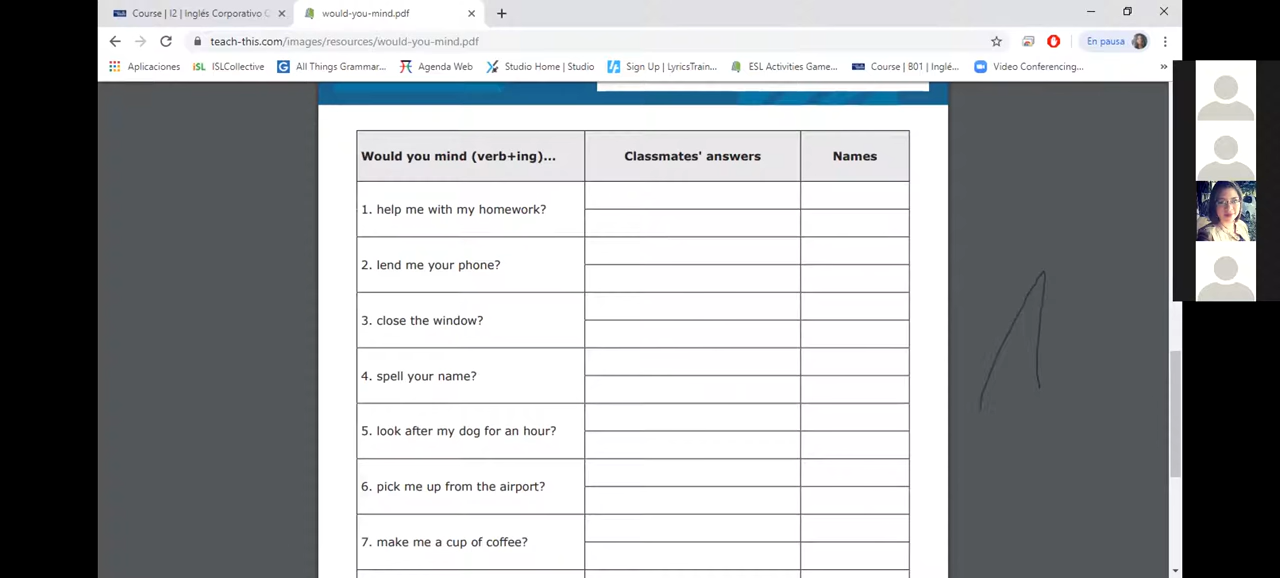 Course | I2 | Inglés Corporativo C
would-you-mind.pdf
teach-this.com/images/resources/would-you-mind.pdf
En pausa
Aplicaciones
iSL ISLCollective
All Things Grammar...
Agenda Web
Studio Home | Studio
Sign Up | LyricsTrain...
ESL Activities Game...
Course | B01 | Inglé...
Video Conferencing...
»
Would you mind (verb+ing)... Classmates' answers Names
1. help me with my homework?
2. lend me your phone?
3. close the window?
4. spell your name?
5. look after my dog for an hour?
6. pick me up from the airport?
7. make me a cup of coffee?